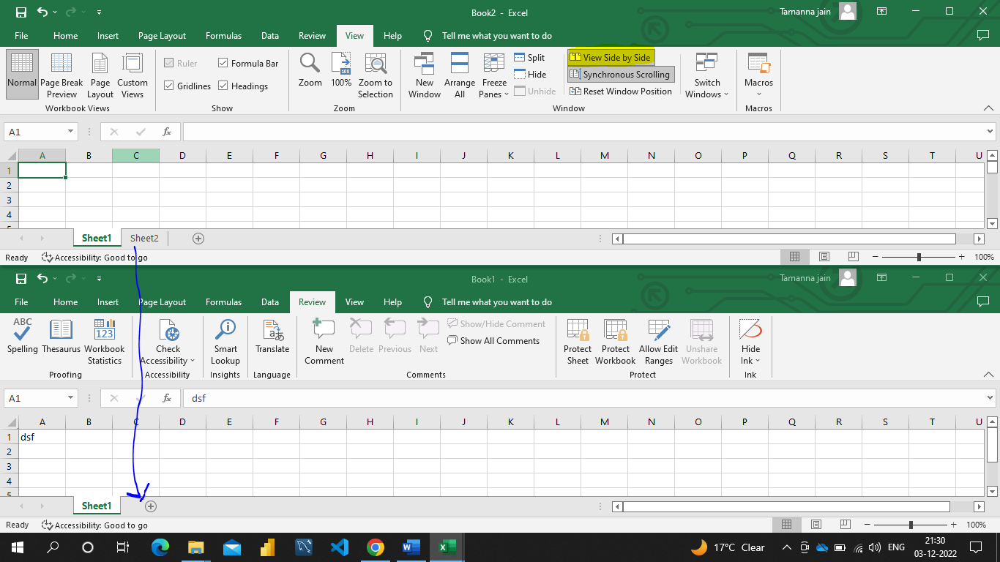 Book2 - Excel
Tamanna jain
File Home Insert Page Layout Formulas Data Review View Help Tell me what you want to do
Normal
Page Break Preview
Page Layout
Custom Views
Workbook Views
Ruler
Formula Bar
Gridlines
Headings
Show
Zoom
100%
100
Zoom to Selection
Zoom
New Window
Arrange All
Freeze Panes
Split
Hide
Unhide
View Side by Side
Synchronous Scrolling
Reset Window Position
Switch Windows
Window
Macros
Macros
A1
fx
A B C D E F G H I J K L M N O P Q R S T U
1
2
3
4
5
Sheet1 Sheet2
Ready Accessibility: Good to go 100%
Book1 - Excel
Tamanna jain
File Home Insert Page Layout Formulas Data Review View Help Tell me what you want to do
ABC
Spelling
Thesaurus
123
Workbook Statistics
Proofing
Check Accessibility
Accessibility
Smart Lookup
Insights
Translate
Language
New Comment
Delete
Previous
Next
Show/Hide Comment
Show All Comments
Comments
Protect Sheet
Protect Workbook
Allow Edit Ranges
Unshare Workbook
Protect
Hide Ink
Ink
A1
fx dsf
A B C D E F G H I J K L M N O P Q R S T U
1 dsf
2
3
4
5
Sheet1
Ready Accessibility: Good to go 100%
17°C Clear
ENG
21:30
03-12-2022